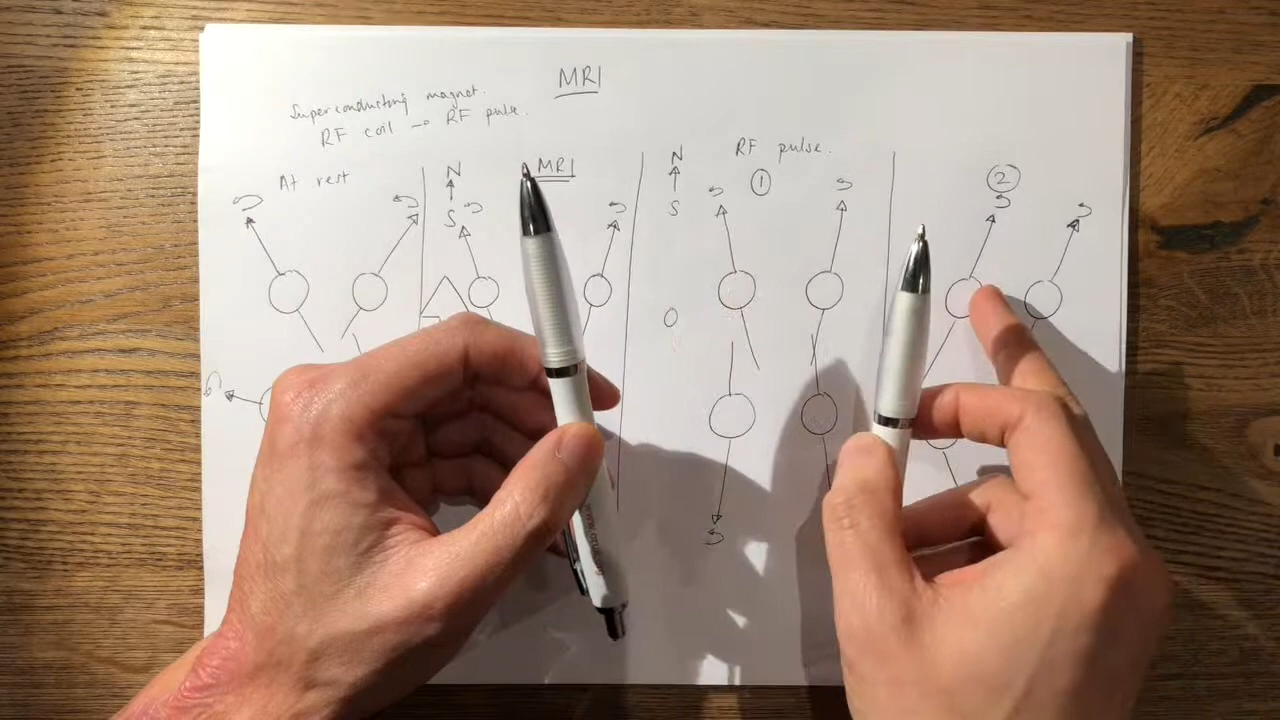 MRI
Superconducting magnet.
RF coil → RF pulse.
At rest
N
S
MRI
N
S
RF pulse.
1
2